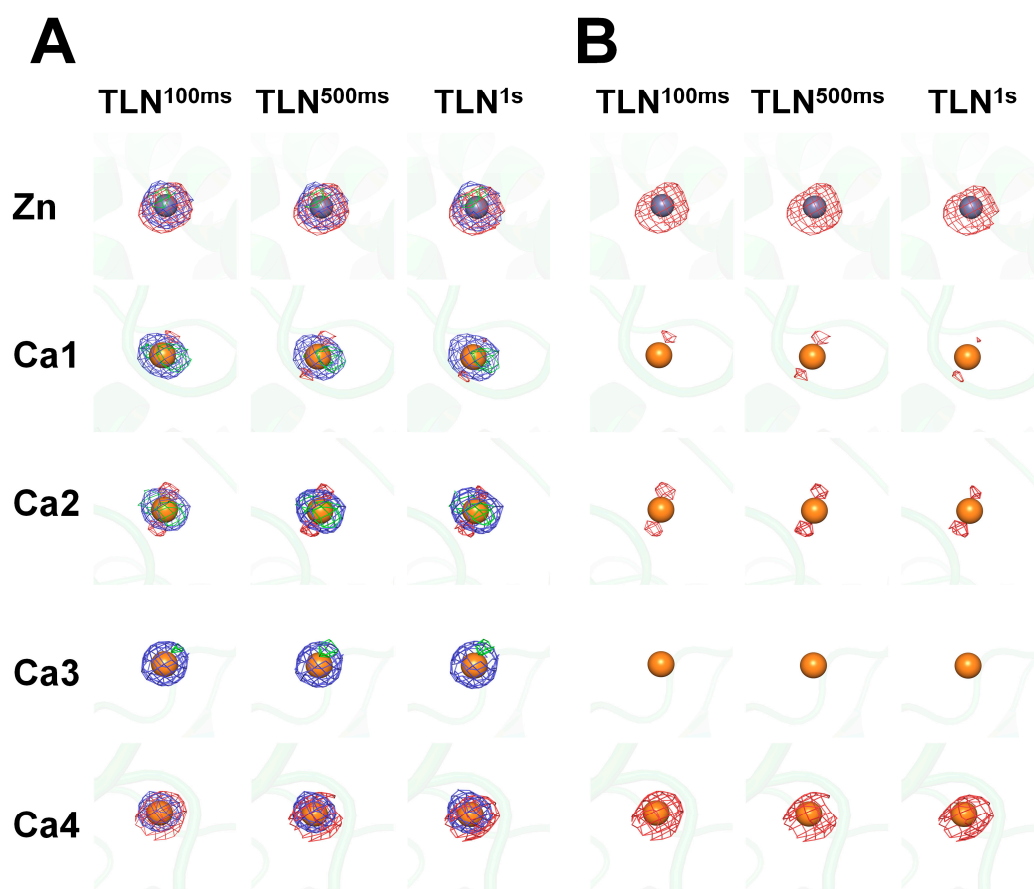 A B
TLN100ms TLN500ms TLN1s TLN100ms TLN500ms TLN1s
Zn
Ca1
Ca2
Ca3
Ca4